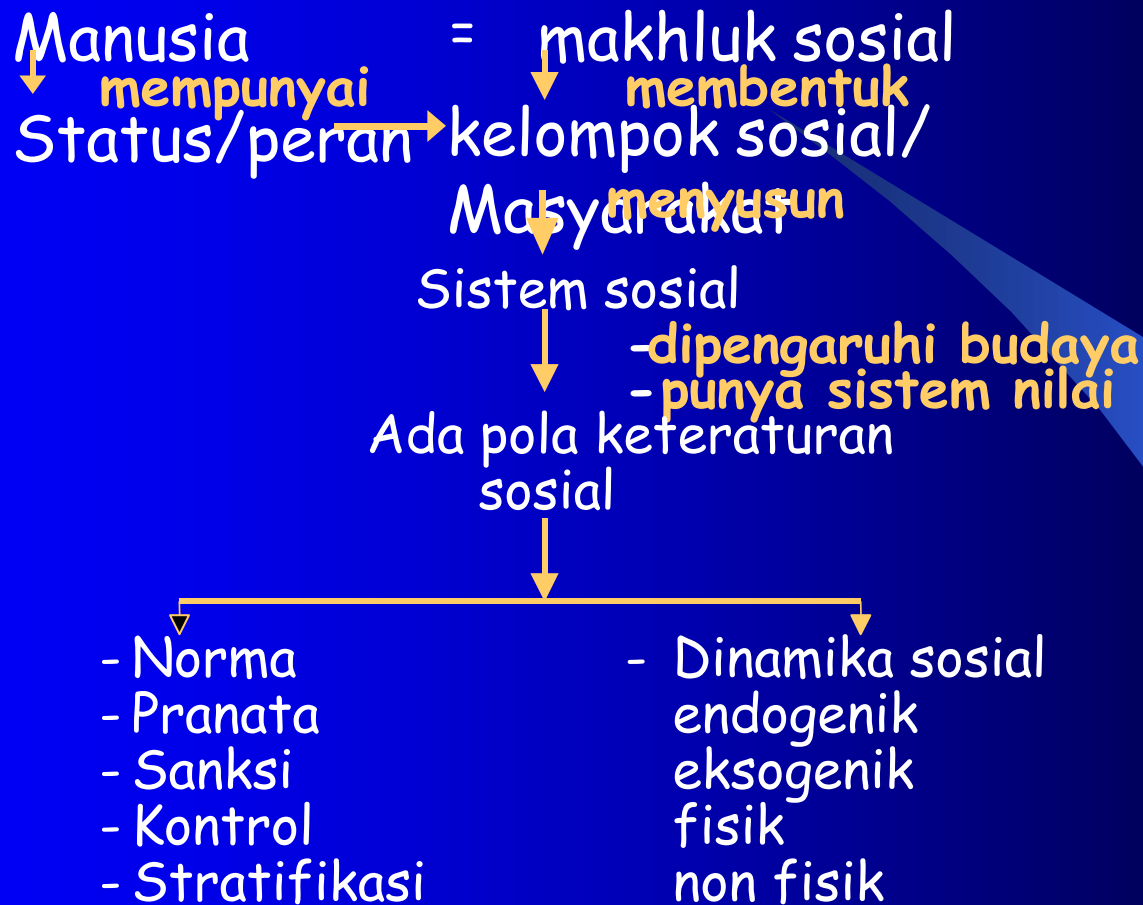 Manusia = makhluk sosial
mempunyai membentuk
Status/peran kelompok sosial/
Masyarakat menyusun
Sistem sosial
-dipengaruhi budaya
- punya sistem nilai
Ada pola keteraturan
sosial
- Norma - Dinamika sosial
- Pranata endogenik
- Sanksi eksogenik
- Kontrol fisik
- Stratifikasi non fisik